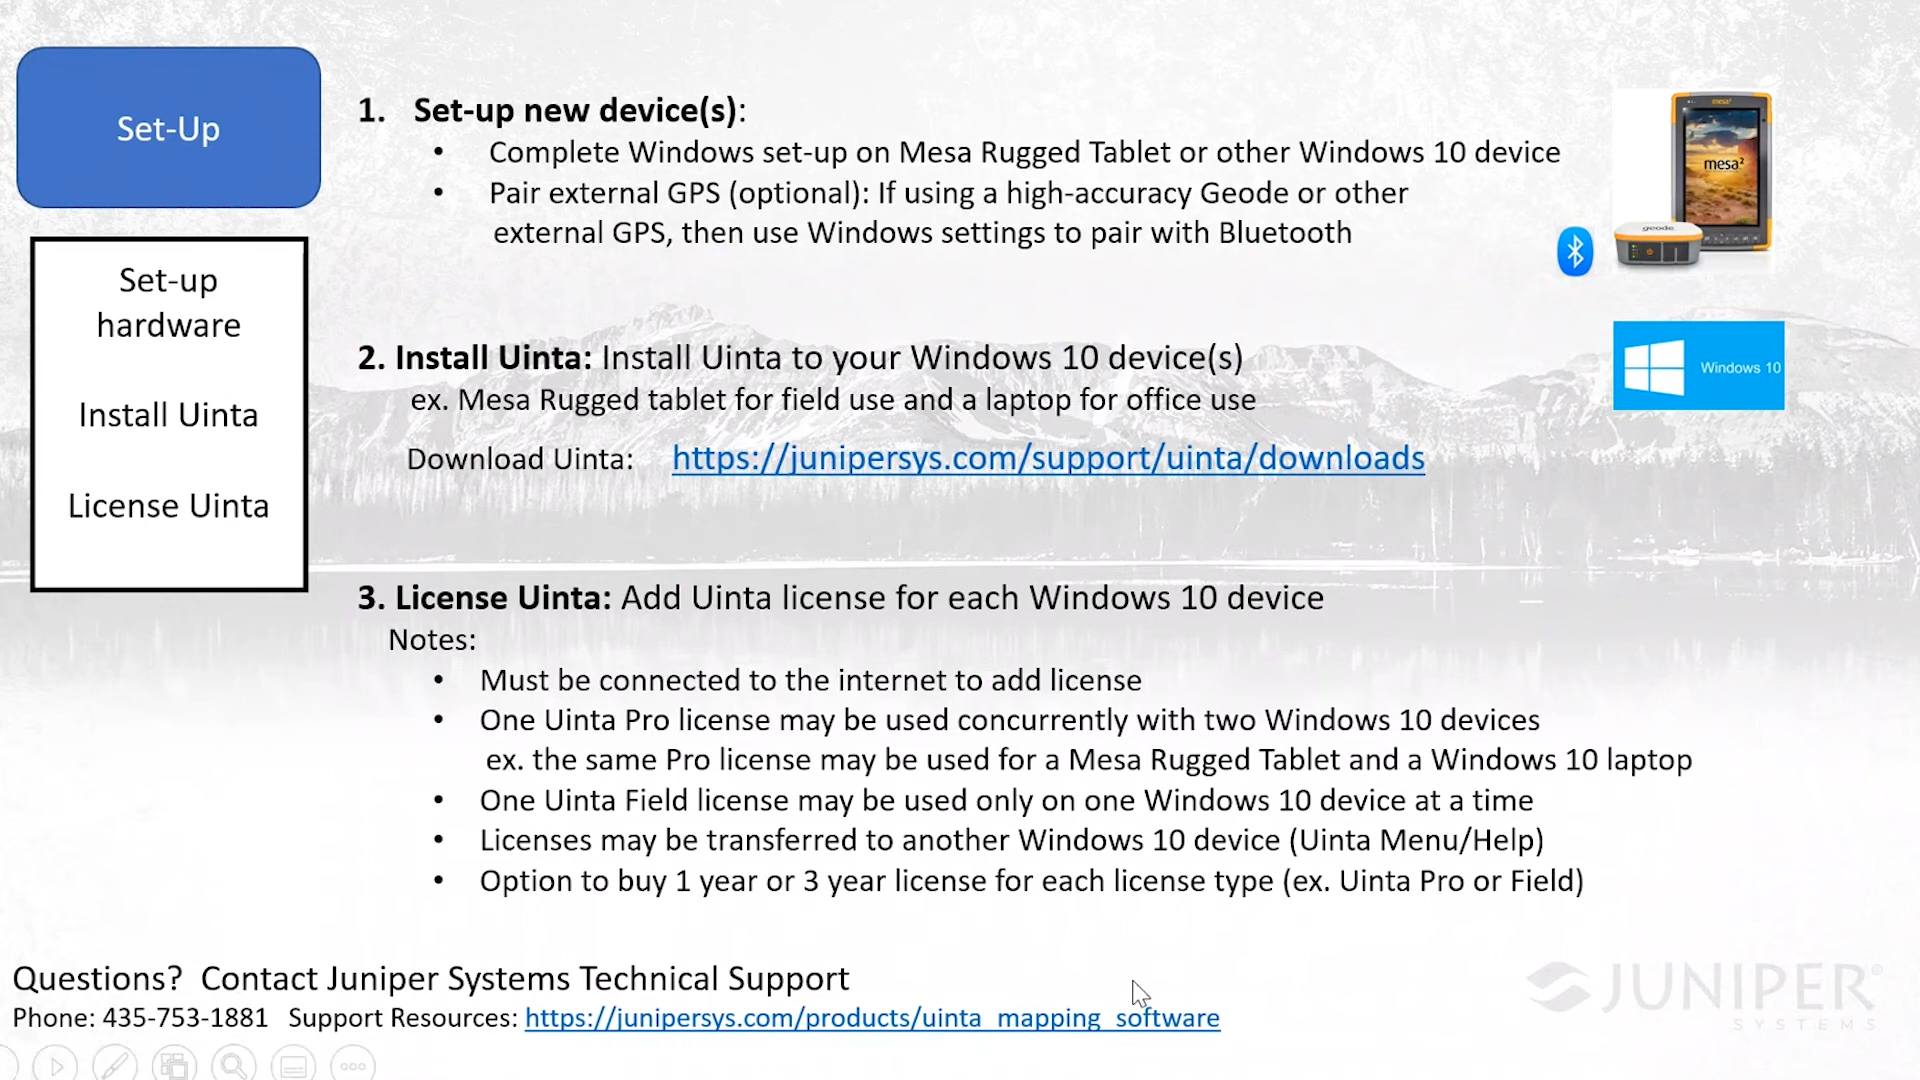 Set-Up
Set-up
hardware
Install Uinta
License Uinta
1. Set-up new device(s):
• Complete Windows set-up on Mesa Rugged Tablet or other Windows 10 device
• Pair external GPS (optional): If using a high-accuracy Geode or other
external GPS, then use Windows settings to pair with Bluetooth
mesa²
mesa²
geode
2. Install Uinta: Install Uinta to your Windows 10 device(s)
ex. Mesa Rugged tablet for field use and a laptop for office use
Download Uinta: https://junipersys.com/support/uinta/downloads
Windows 10
3. License Uinta: Add Uinta license for each Windows 10 device
Notes:
• Must be connected to the internet to add license
• One Uinta Pro license may be used concurrently with two Windows 10 devices
ex. the same Pro license may be used for a Mesa Rugged Tablet and a Windows 10 laptop
• One Uinta Field license may be used only on one Windows 10 device at a time
• Licenses may be transferred to another Windows 10 device (Uinta Menu/Help)
• Option to buy 1 year or 3 year license for each license type (ex. Uinta Pro or Field)
Questions? Contact Juniper Systems Technical Support
Phone: 435-753-1881 Support Resources: https://junipersys.com/products/uinta_mapping_software
JUNIPER®
SYSTEMS